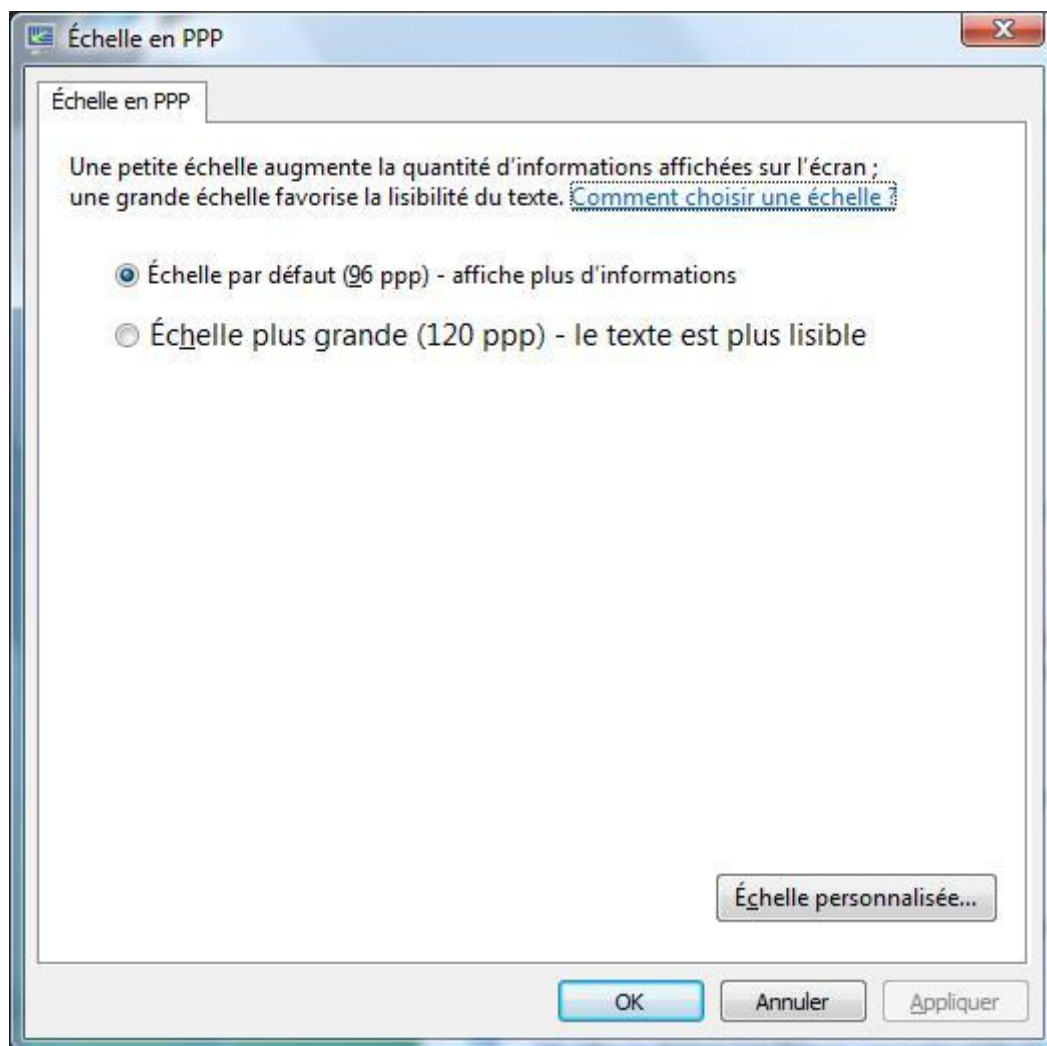 Échelle en PPP
Échelle en PPP
Une petite échelle augmente la quantité d'informations affichées sur l'écran ;
une grande échelle favorise la lisibilité du texte. Comment choisir une échelle ?
Échelle par défaut (96 ppp) - affiche plus d'informations
Échelle plus grande (120 ppp) - le texte est plus lisible
Échelle personnalisée...
OK Annuler Appliquer